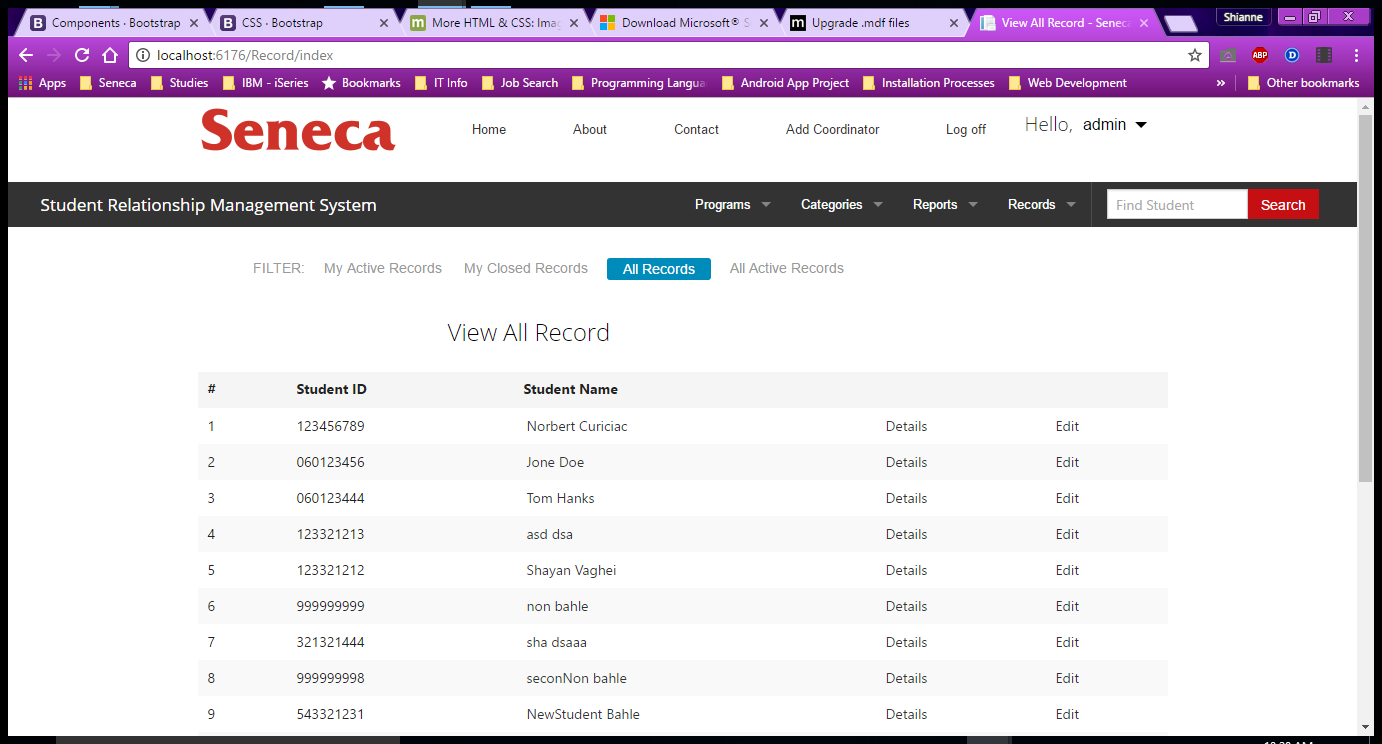 Components · Bootstrap
CSS · Bootstrap
More HTML & CSS: Imag
Download Microsoft® S
Upgrade .mdf files
View All Record - Seneca
Shianne
localhost:6176/Record/index
ABP
Apps Seneca Studies IBM - iSeries Bookmarks IT Info Job Search Programming Langua Android App Project Installation Processes Web Development » Other bookmarks
Seneca
Home About Contact Add Coordinator Log off Hello, admin
Student Relationship Management System Programs Categories Reports Records Find Student Search
FILTER: My Active Records My Closed Records All Records All Active Records
View All Record
# Student ID Student Name
1 123456789 Norbert Curiciac Details Edit
2 060123456 Jone Doe Details Edit
3 060123444 Tom Hanks Details Edit
4 123321213 asd dsa Details Edit
5 123321212 Shayan Vaghei Details Edit
6 999999999 non bahle Details Edit
7 321321444 sha dsaaa Details Edit
8 999999998 seconNon bahle Details Edit
9 543321231 NewStudent Bahle Details Edit